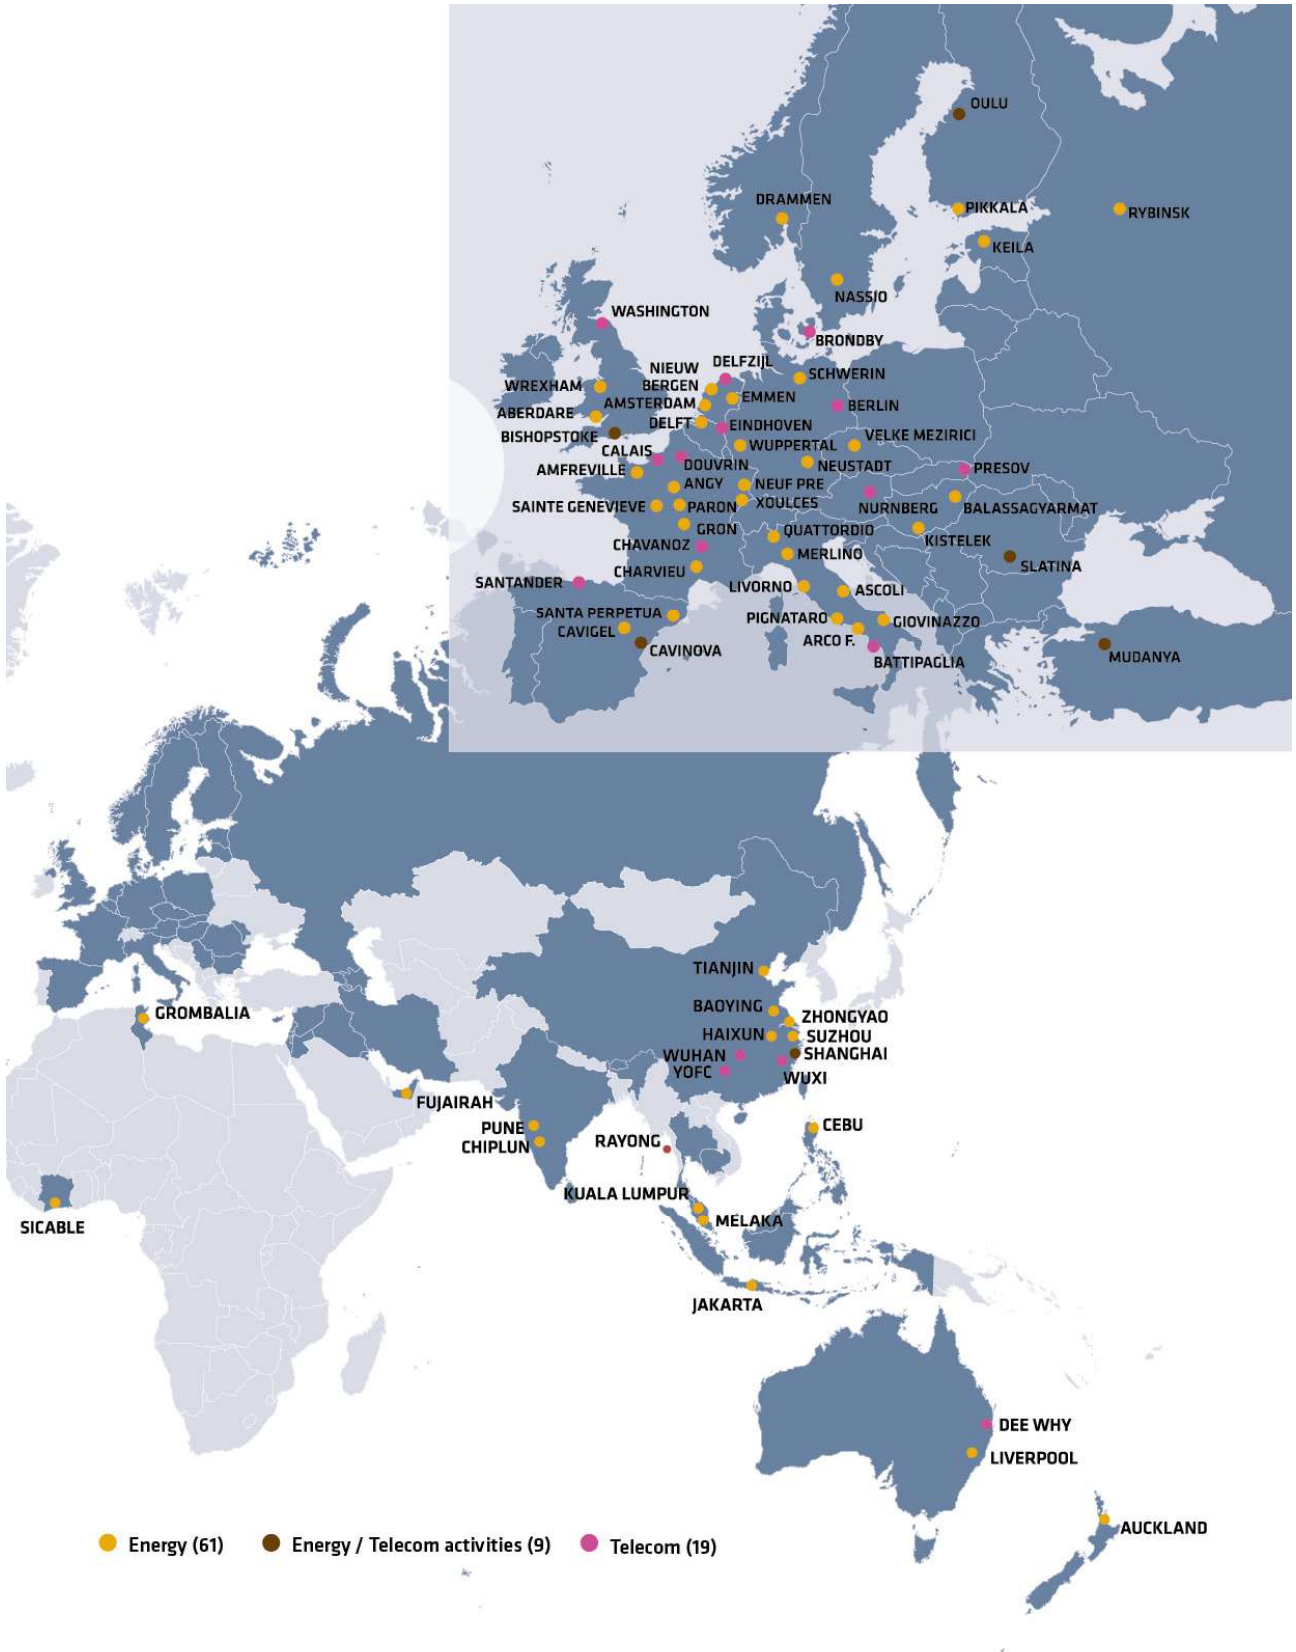 OULU
DRAMMEN
PIKKALA
RYBINSK
KEILA
NASSIO
WASHINGTON
BRONDBY
DELFZIJL
NIEUW
BERGEN
SCHWERIN
WREXHAM
EMMEN
AMSTERDAM
BERLIN
ABERDARE
DELFT
EINDHOVEN
BISHOPSTOKE
VELKE MEZIRICI
WUPPERTAL
CALAIS
DOUVRIN
NEUSTADT
PRESOV
AMFREVILLE
ANGY
NEUF PRE
XOULCES
SAINTE GENEVIEVE
PARON
NURNBERG
BALASSAGYARMAT
GRON
QUATTORDIO
KISTELEK
CHAVANOZ
MERLINO
SLATINA
CHARVIEU
SANTANDER
LIVORNO
ASCOLI
SANTA PERPETUA
PIGNATARO
GIOVINAZZO
CAVIGEL
ARCO F.
CAVINOVA
BATTIPAGLIA
MUDANYA
TIANJIN
BAOYING
GROMBALIA
ZHONGYAO
HAIXUN
SUZHOU
WUHAN
SHANGHAI
YOFC
WUXI
FUJAIRAH
PUNE
CEBU
CHIPLUN
RAYONG
KUALA LUMPUR
MELAKA
SICABLE
JAKARTA
DEE WHY
LIVERPOOL
AUCKLAND
Energy (61) Energy / Telecom activities (9) Telecom (19)